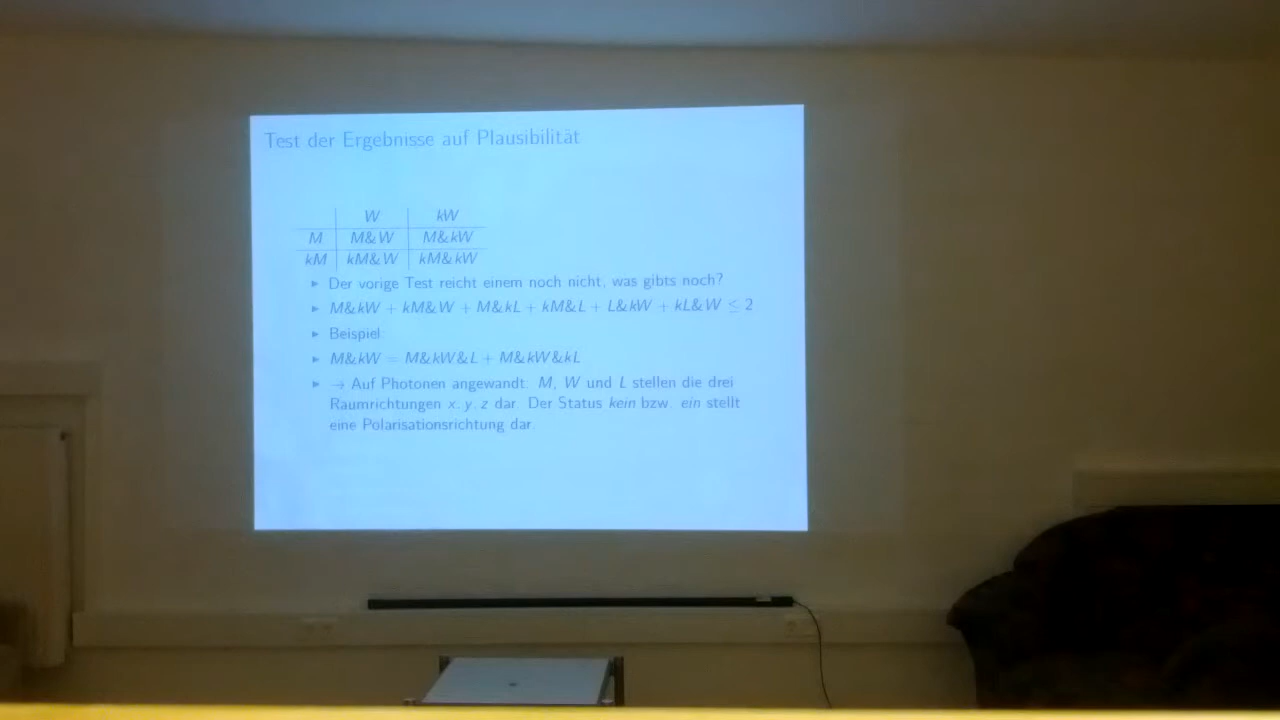 Test der Ergebnisse auf Plausibilität
W kW
M M&W M&kW
kM kM&W kM&kW
▸ Der vorige Test reicht einem noch nicht, was gibts noch?
▸ M&kW + kM&W + M&kL + kM&L + L&kW + kL&W ≤ 2
▸ Beispiel:
▸ M&kW = M&kW&L + M&kW&kL
▸ → Auf Photonen angewandt: M, W und L stellen die drei
Raumrichtungen x, y, z dar. Der Status kein bzw. ein stellt
eine Polarisationsrichtung dar.